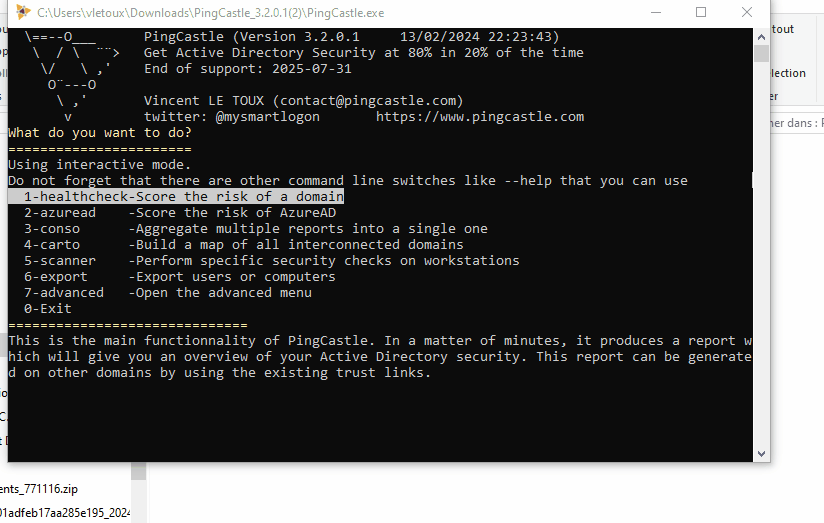 C:\Users\vletoux\Downloads\PingCastle_3.2.0.1(2)\PingCastle.exe
\==--O___ PingCastle (Version 3.2.0.1 13/02/2024 22:23:43)
\ / \ ¨¨> Get Active Directory Security at 80% in 20% of the time
\/ \ ,' End of support: 2025-07-31
O¨---O
\ ,' Vincent LE TOUX (contact@pingcastle.com)
v twitter: @mysmartlogon https://www.pingcastle.com
What do you want to do?
=======================
Using interactive mode.
Do not forget that there are other command line switches like --help that you can use
1-healthcheck-Score the risk of a domain
2-azuread -Score the risk of AzureAD
3-conso -Aggregate multiple reports into a single one
4-carto -Build a map of all interconnected domains
5-scanner -Perform specific security checks on workstations
6-export -Export users or computers
7-advanced -Open the advanced menu
0-Exit
==============================
This is the main functionnality of PingCastle. In a matter of minutes, it produces a report w
hich will give you an overview of your Active Directory security. This report can be generate
d on other domains by using the existing trust links.
tout
lection
her dans : P
ents_771116.zip
01adfeb17aa285e195_2024